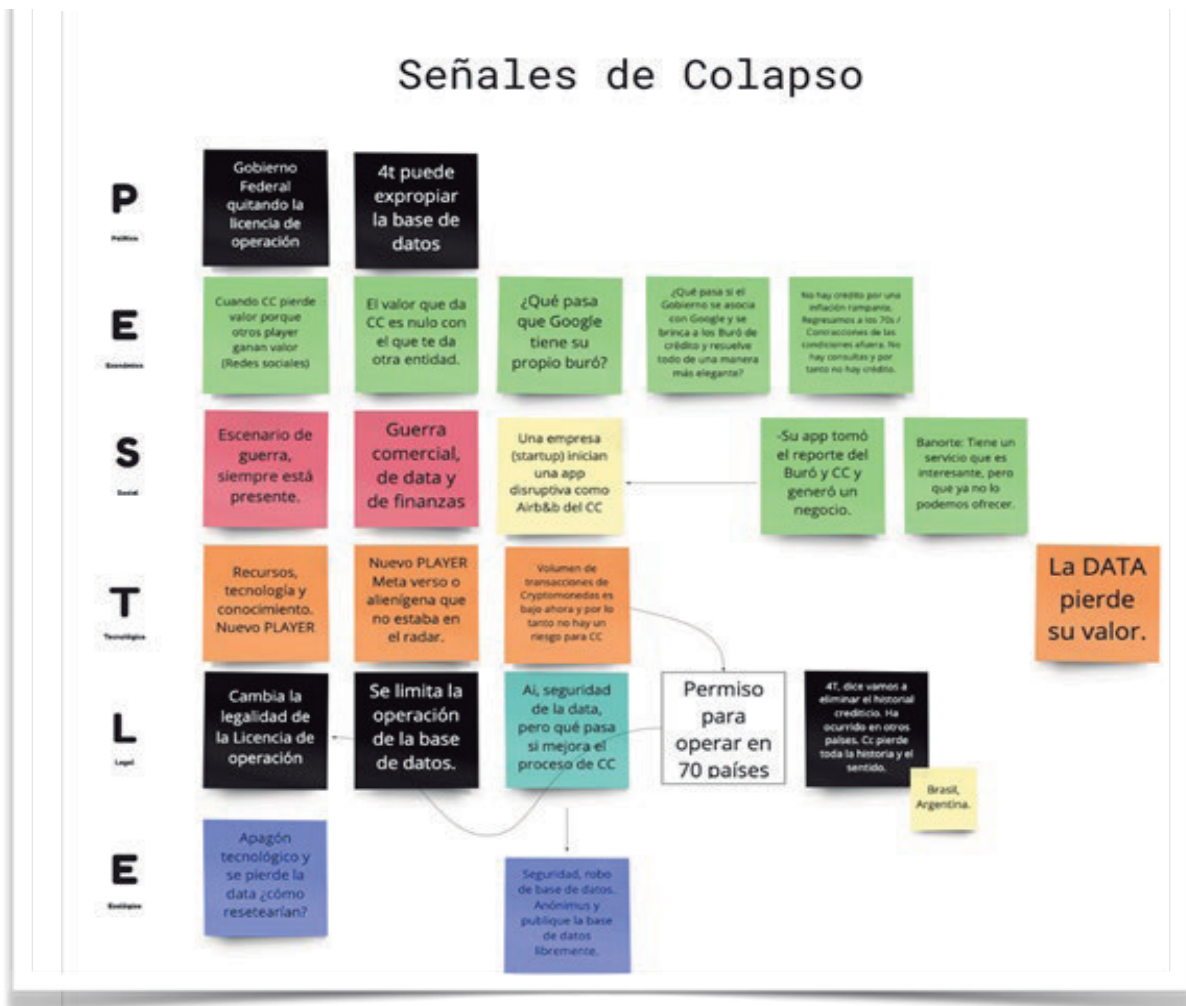 Señales de Colapso
P
Político
Gobierno
Federal
quitando la
licencia de
operación
4t puede
expropiar
la base de
datos
E
Económico
Cuando CC pierde
valor porque
otros player
ganan valor
(Redes sociales)
El valor que da
CC es nulo con
el que te da
otra entidad.
¿Qué pasa
que Google
tiene su
propio buró?
¿Qué pasa si el
Gobierno se asocia
con Google y se
brinca a los Buró de
crédito y resuelve
todo de una manera
más elegante?
No hay crédito por una
inflación rampante.
Regresamos a los 70s /
Contracciones de las
condiciones afuera. No
hay consultas y por
tanto no hay crédito.
S
Social
Escenario de
guerra,
siempre está
presente.
Guerra
comercial,
de data y
de finanzas
Una empresa
(startup) inician
una app
disruptiva como
Airb&b del CC
-Su app tomó
el reporte del
Buró y CC y
generó un
negocio.
Banorte: Tiene un
servicio que es
interesante, pero
que ya no lo
podemos ofrecer.
T
Tecnológico
Recursos,
tecnología y
conocimiento.
Nuevo PLAYER
Nuevo PLAYER
Meta verso o
alienígena que
no estaba en
el radar.
Volumen de
transacciones de
Cryptomonedas es
bajo ahora y por lo
tanto no hay un
riesgo para CC
La DATA
pierde
su valor.
L
Legal
Cambia la
legalidad de
la Licencia de
operación
Se limita la
operación
de la base
de datos.
Ai, seguridad
de la data,
pero qué pasa
si mejora el
proceso de CC
Permiso
para
operar en
70 países
4T, dice vamos a
eliminar el historial
crediticio. Ha
ocurrido en otros
países. Cc pierde
toda la historia y el
sentido.
Brasil,
Argentina.
E
Ecológico
Apagón
tecnológico y
se pierde la
data ¿cómo
resetearían?
Seguridad, robo
de base de datos.
Anónimus y
publique la base
de datos
libremente.